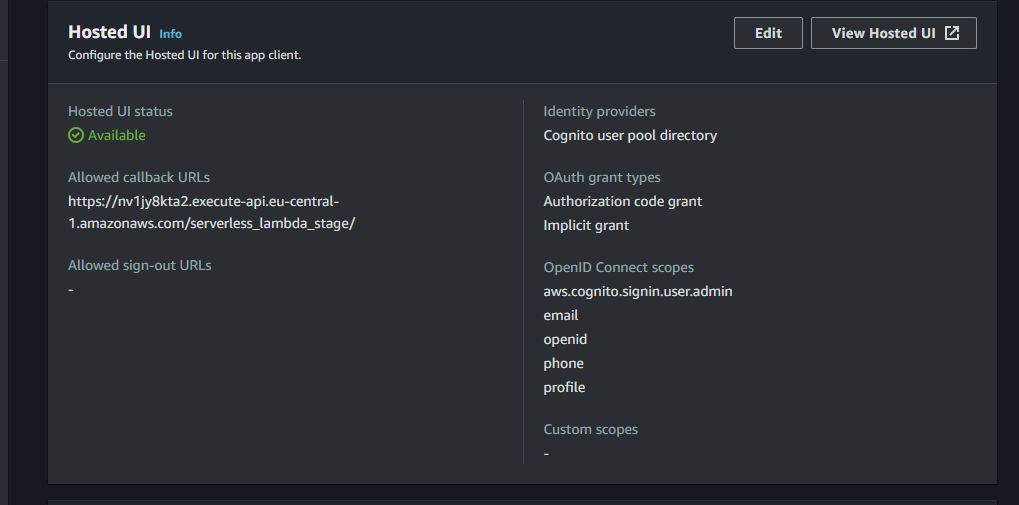 Hosted UI Info
Edit
View Hosted UI
Configure the Hosted UI for this app client.
Hosted UI status
Available
Allowed callback URLs
https://nv1jy8kta2.execute-api.eu-central-
1.amazonaws.com/serverless_lambda_stage/
Allowed sign-out URLs
-
Identity providers
Cognito user pool directory
OAuth grant types
Authorization code grant
Implicit grant
OpenID Connect scopes
aws.cognito.signin.user.admin
email
openid
phone
profile
Custom scopes
-